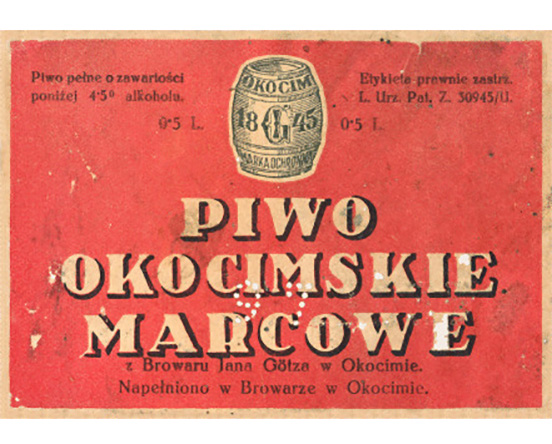 Piwo pełne o zawartości
poniżej 4·5º alkoholu.
0·5 L.
OKOCIM
18 G 45
MARKA OCHRONNA
Etykieta prawnie zastrz.
L. Urz. Pat. Z. 30945/U.
0·5 L.
PIWO
OKOCIMSKIE
MARCOWE
z Browaru Jana Götza w Okocimie.
Napełniono w Browarze w Okocimie.